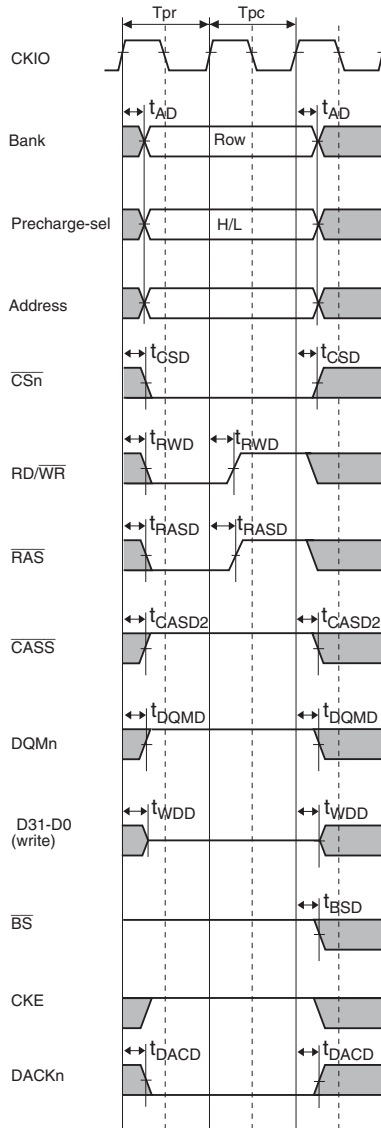 Tpr Tpc
CKIO
tAD tAD
Bank Row
Precharge-sel H/L
Address
tCSD tCSD
CSn
tRWD tRWD
RD/WR
tRASD tRASD
RAS
tCASD2 tCASD2
CASS
tDQMD tDQMD
DQMn
tWDD tWDD
D31-D0
(write)
tBSD
BS
CKE
tDACD tDACD
DACKn